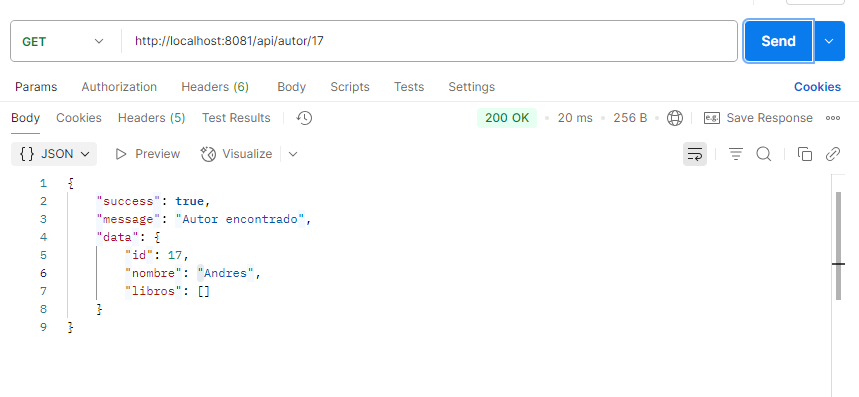 GET http://localhost:8081/api/autor/17 Send
Params Authorization Headers (6) Body Scripts Tests Settings Cookies
Body Cookies Headers (5) Test Results 200 OK • 20 ms • 256 B • e.g. Save Response
{} JSON Preview Visualize
1 {
2 "success": true,
3 "message": "Autor encontrado",
4 "data": {
5 "id": 17,
6 "nombre": "Andres",
7 "libros": []
8 }
9 }